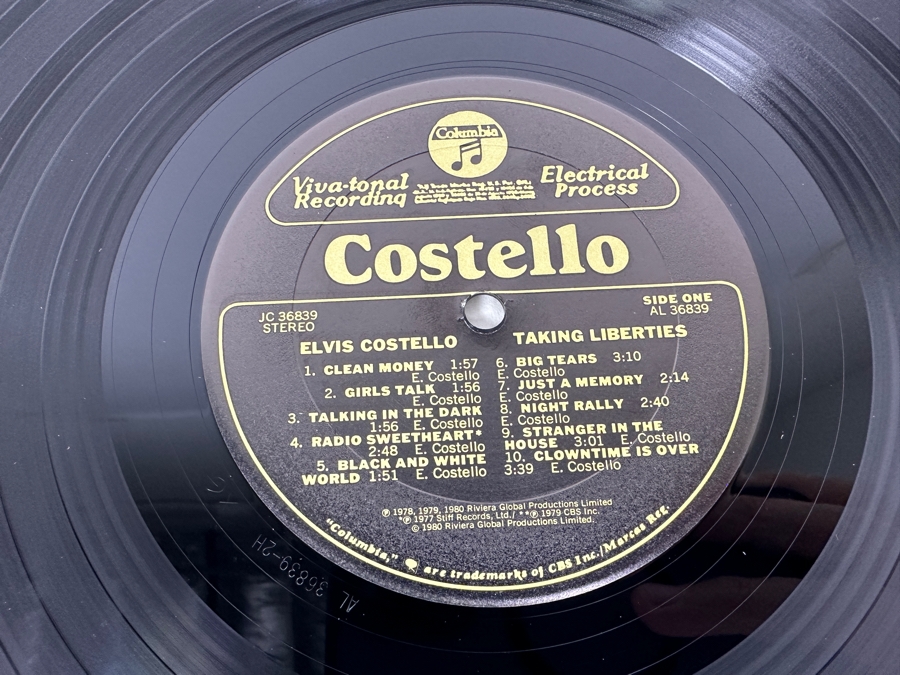 Columbia
Viva-tonal
Recording
Electrical
Process
Costello
JC 36839
STEREO
SIDE ONE
AL 36839
ELVIS COSTELLO
TAKING LIBERTIES
1. CLEAN MONEY 1:57
E. Costello
2. GIRLS TALK 1:56
E. Costello
3. TALKING IN THE DARK
1:56 E. Costello
4. RADIO SWEETHEART*
2:48 E. Costello
5. BLACK AND WHITE
WORLD 1:51 E. Costello
6. BIG TEARS 3:10
E. Costello
7. JUST A MEMORY 2:14
E. Costello
8. NIGHT RALLY 2:40
E. Costello
9. STRANGER IN THE
HOUSE 3:01 E. Costello
10. CLOWNTIME IS OVER
3:39 E. Costello
℗ 1978, 1979, 1980 Riviera Global Productions Limited
*℗ 1977 Stiff Records, Ltd./ **℗ 1979 CBS Inc.
© 1980 Riviera Global Productions Limited.
"Columbia," are trademarks of CBS Inc./Marcas Reg.
AL 36839-2H